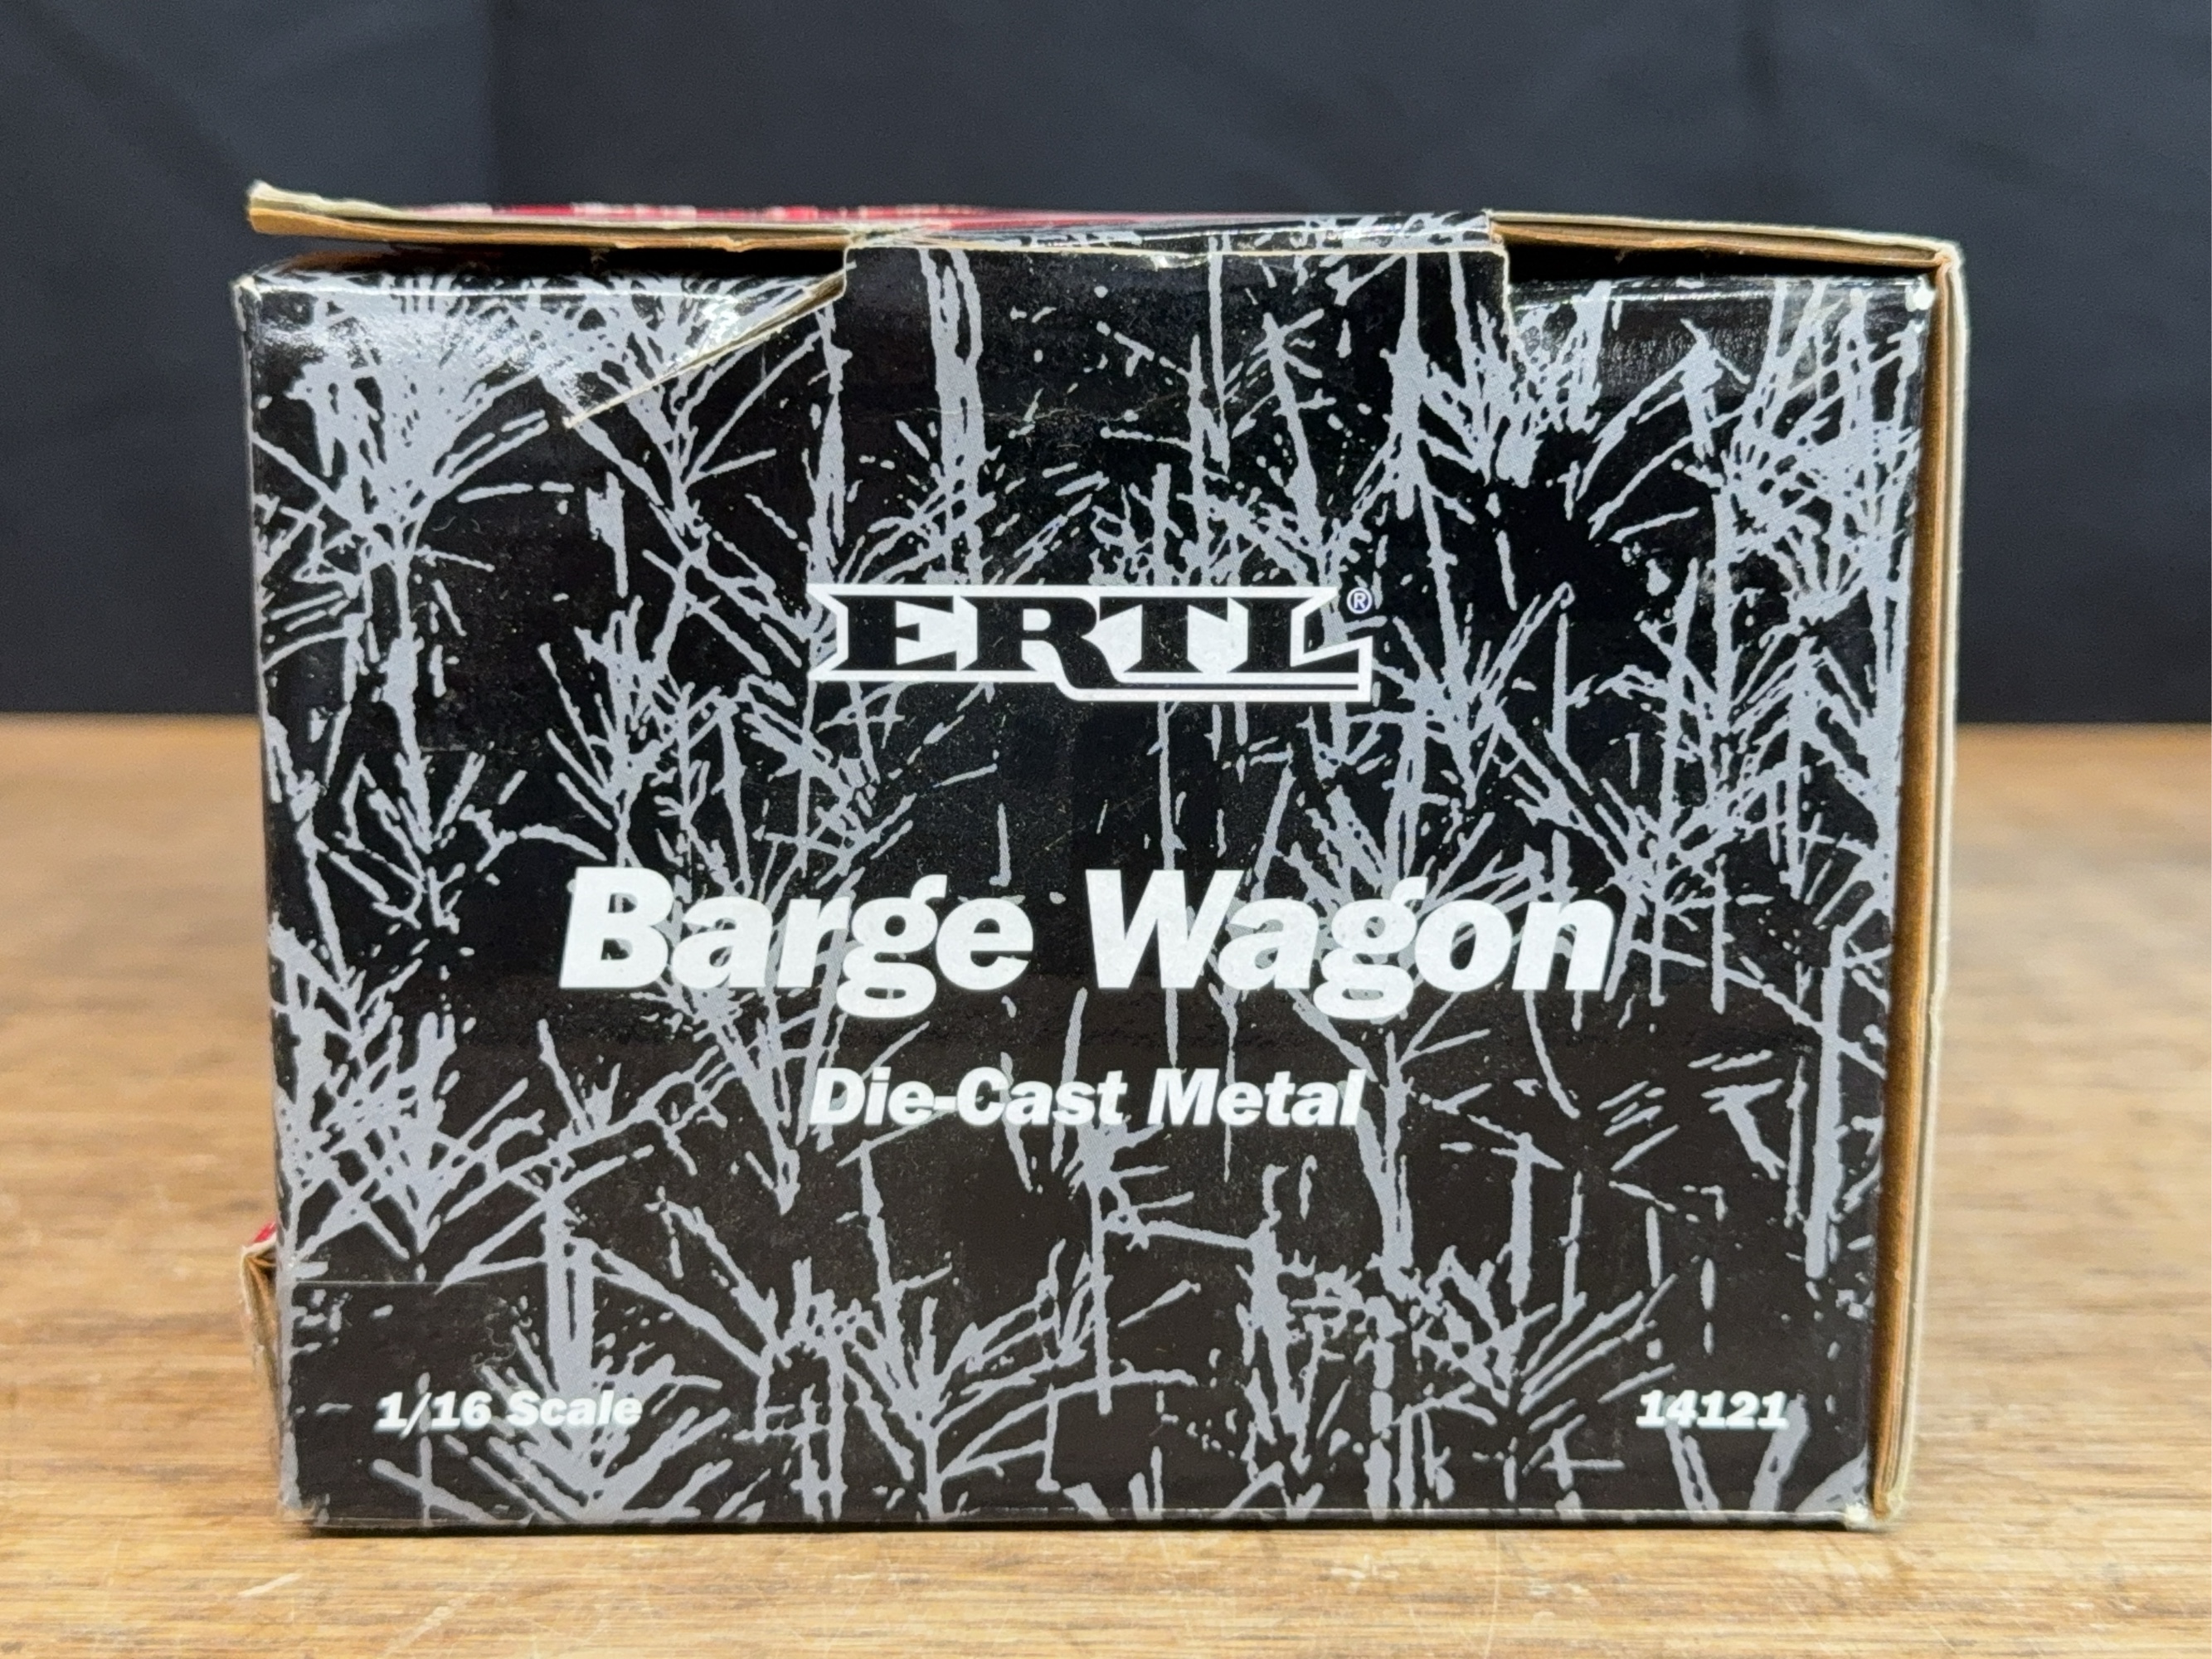 ERTL®
Barge Wagon
Die-Cast Metal
1/16 Scale
14121